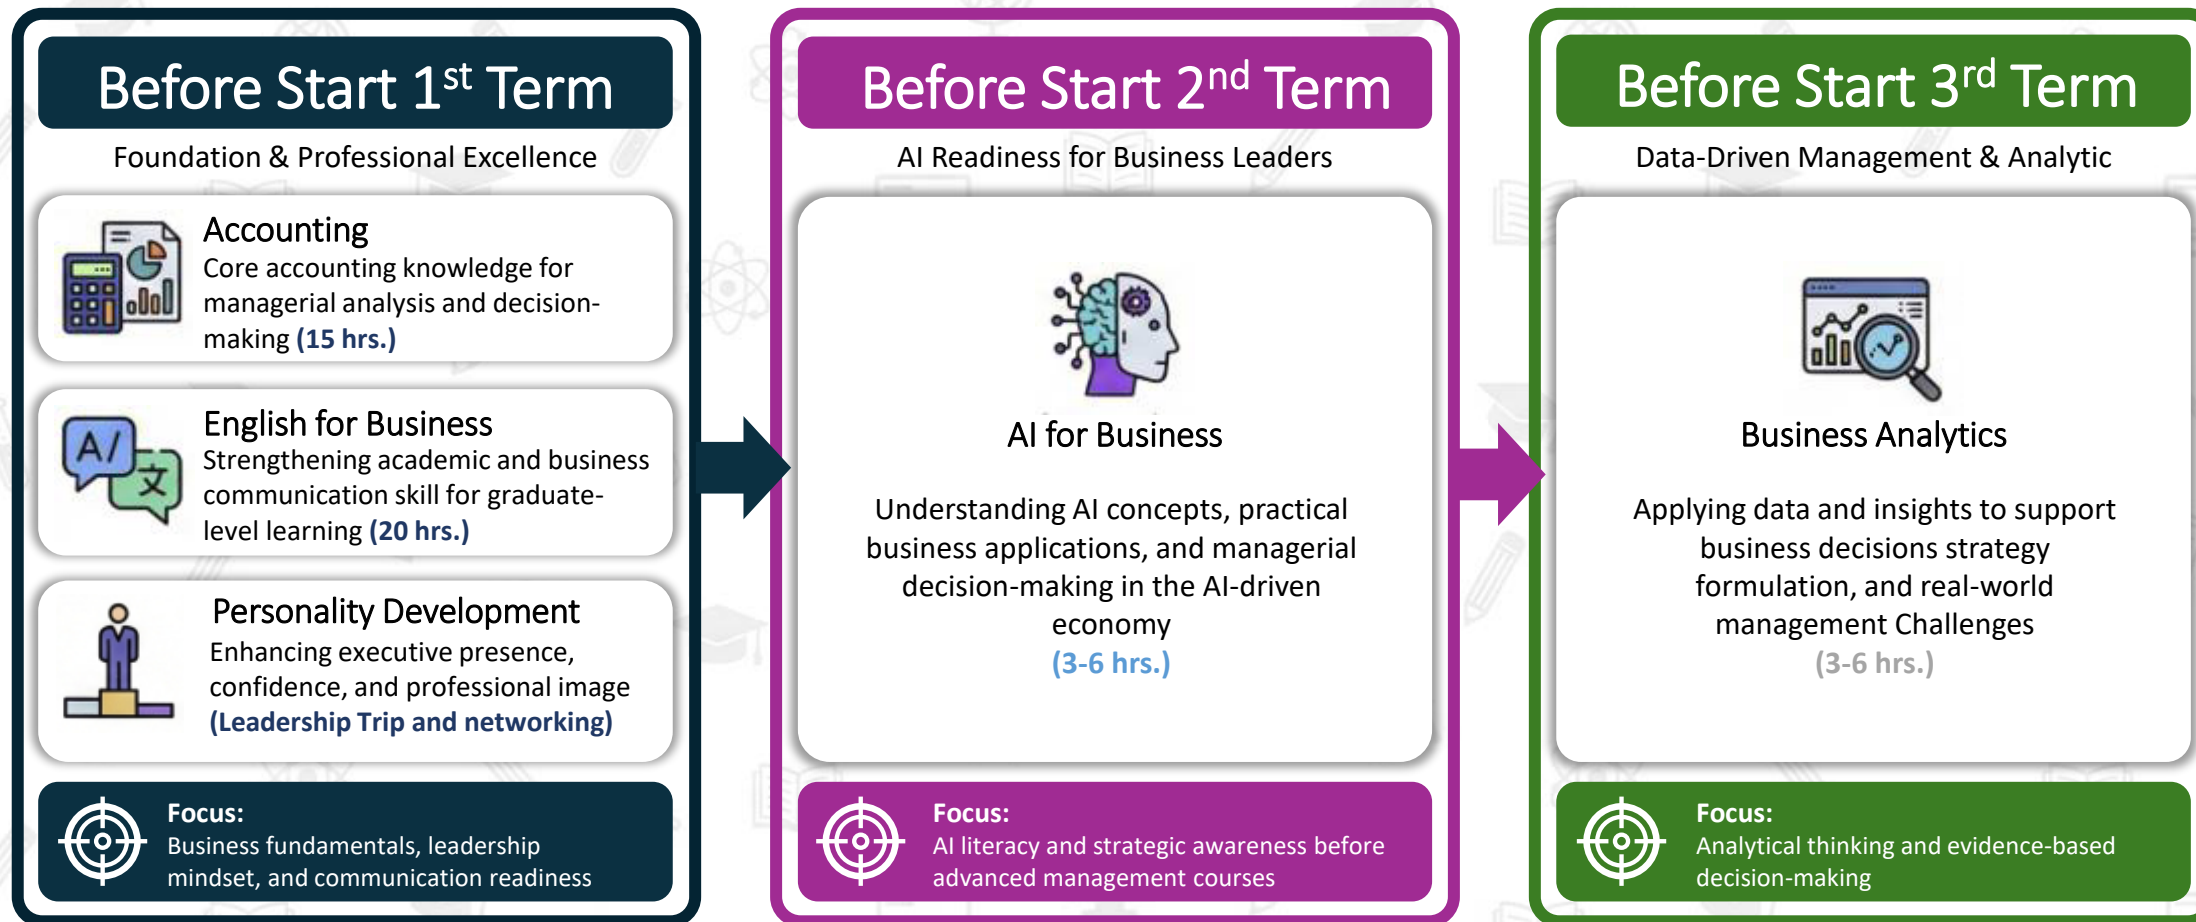 Before Start 1st Term
Foundation & Professional Excellence
Accounting
Core accounting knowledge for
managerial analysis and decision-
making (15 hrs.)
A/
文
English for Business
Strengthening academic and business
communication skill for graduate-
level learning (20 hrs.)
Personality Development
Enhancing executive presence,
confidence, and professional image
(Leadership Trip and networking)
Focus:
Business fundamentals, leadership
mindset, and communication readiness
Before Start 2nd Term
AI Readiness for Business Leaders
AI for Business
Understanding AI concepts, practical
business applications, and managerial
decision-making in the AI-driven
economy
(3-6 hrs.)
Focus:
AI literacy and strategic awareness before
advanced management courses
Before Start 3rd Term
Data-Driven Management & Analytic
Business Analytics
Applying data and insights to support
business decisions strategy
formulation, and real-world
management Challenges
(3-6 hrs.)
Focus:
Analytical thinking and evidence-based
decision-making